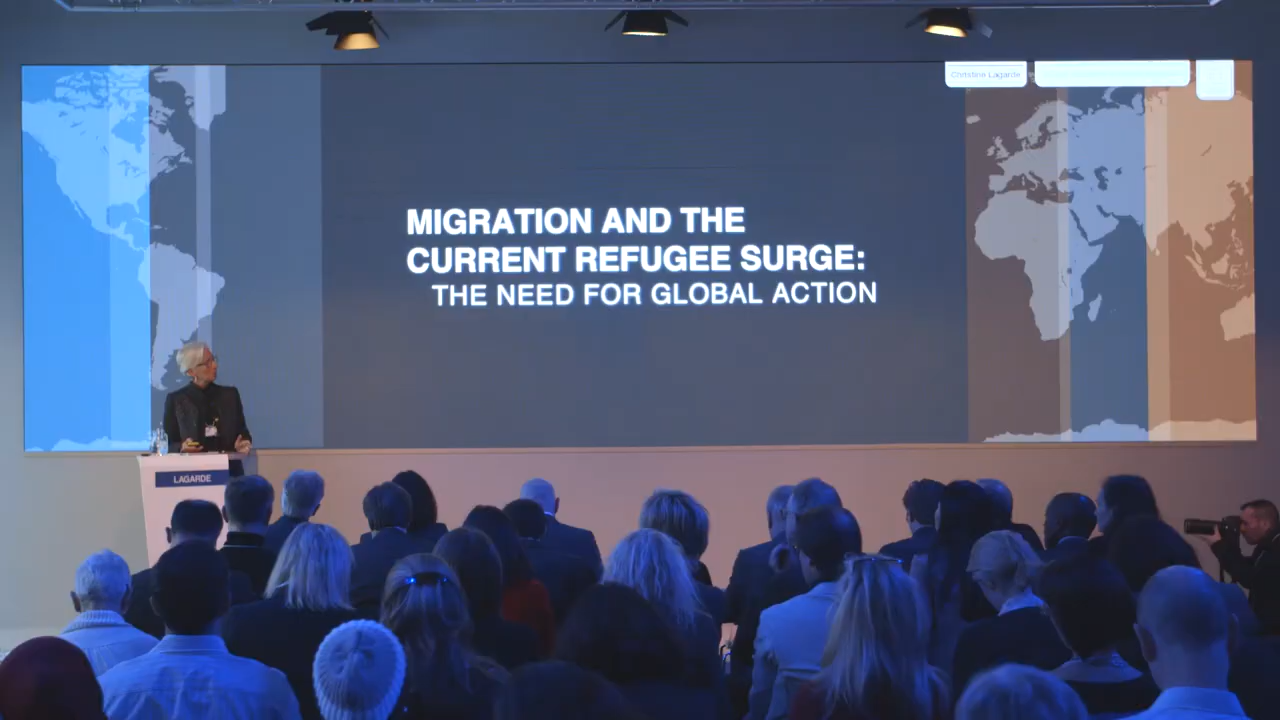 Christine Lagarde
MIGRATION AND THE
CURRENT REFUGEE SURGE:
THE NEED FOR GLOBAL ACTION
LAGARDE